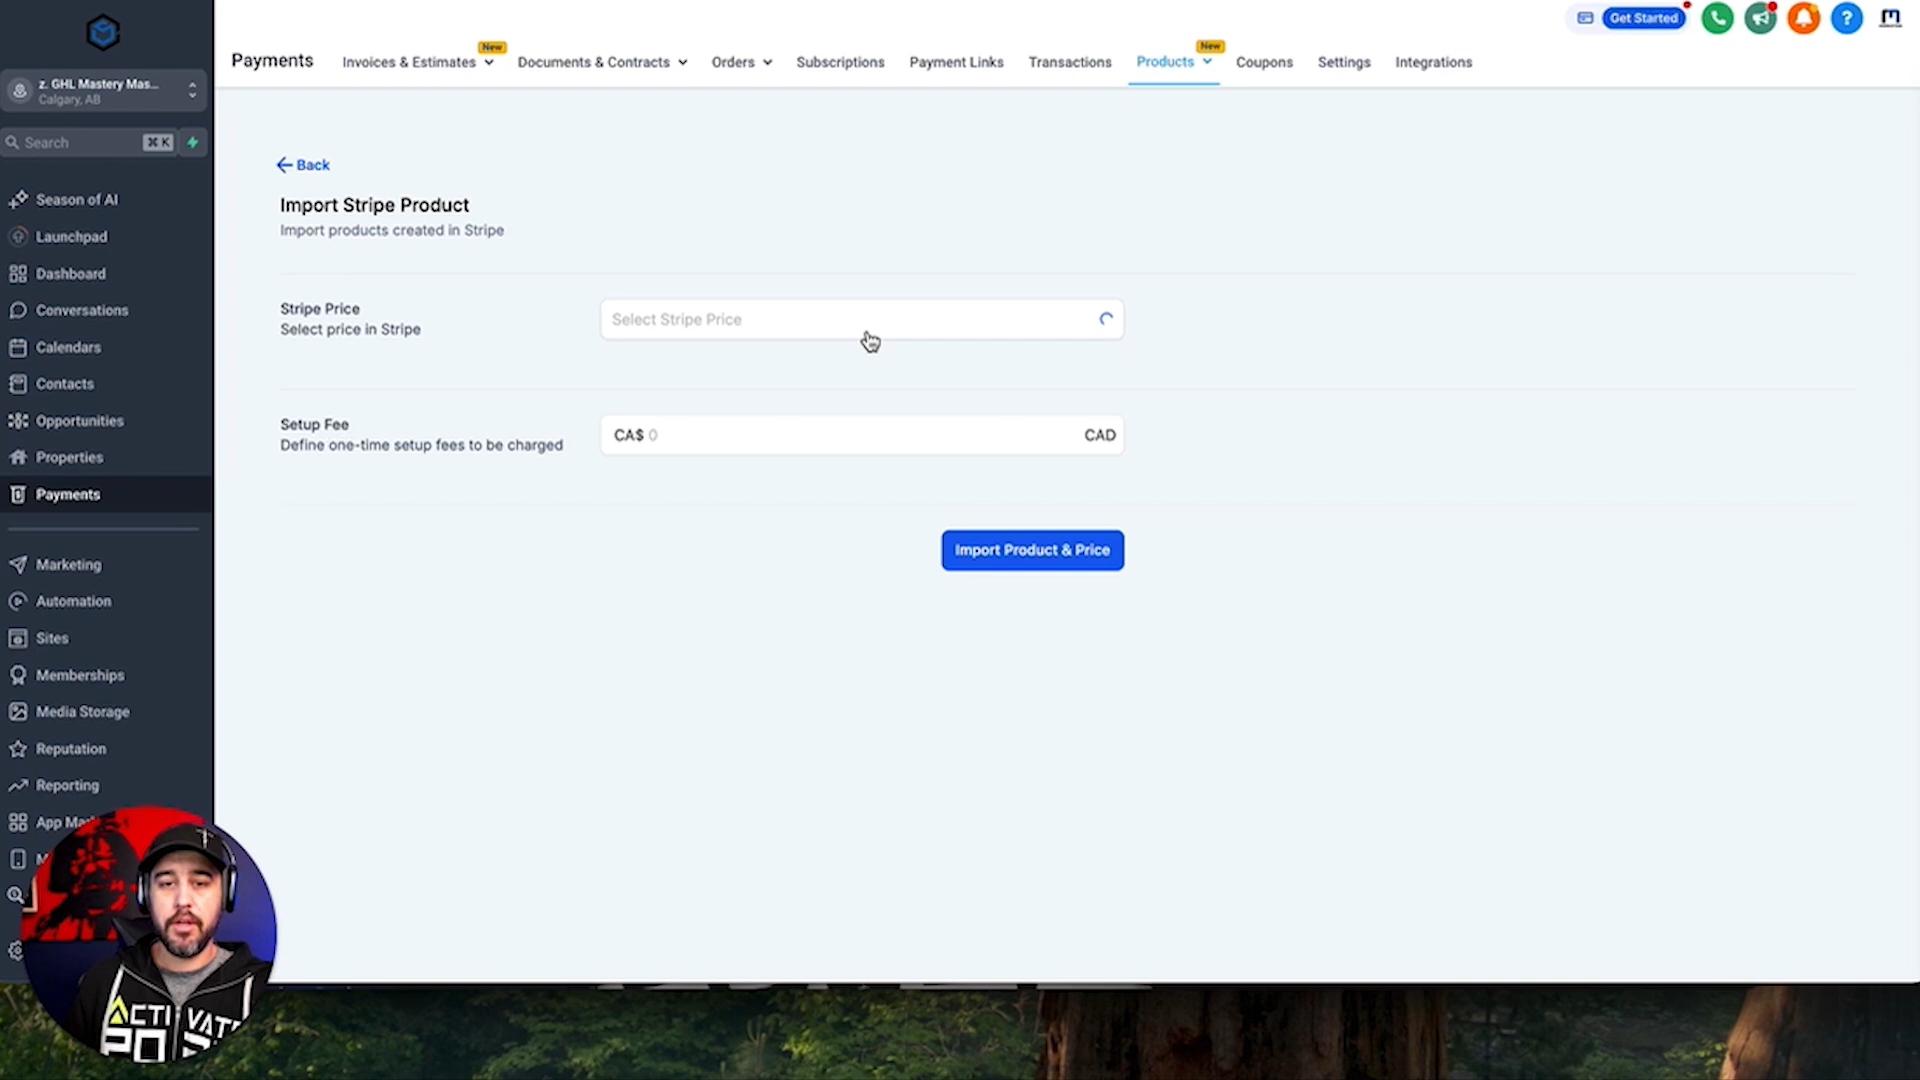 Get Started
z. GHL Mastery Mas...
Calgary, AB
Search
⌘ K
Season of AI
Launchpad
Dashboard
Conversations
Calendars
Contacts
Opportunities
Properties
Payments
Marketing
Automation
Sites
Memberships
Media Storage
Reputation
Reporting
Payments
Invoices & Estimates
New
Documents & Contracts
Orders
Subscriptions
Payment Links
Transactions
Products
New
Coupons
Settings
Integrations
Back
Import Stripe Product
Import products created in Stripe
Stripe Price
Select price in Stripe
Select Stripe Price
Setup Fee
Define one-time setup fees to be charged
CA$ 0
CAD
Import Product & Price